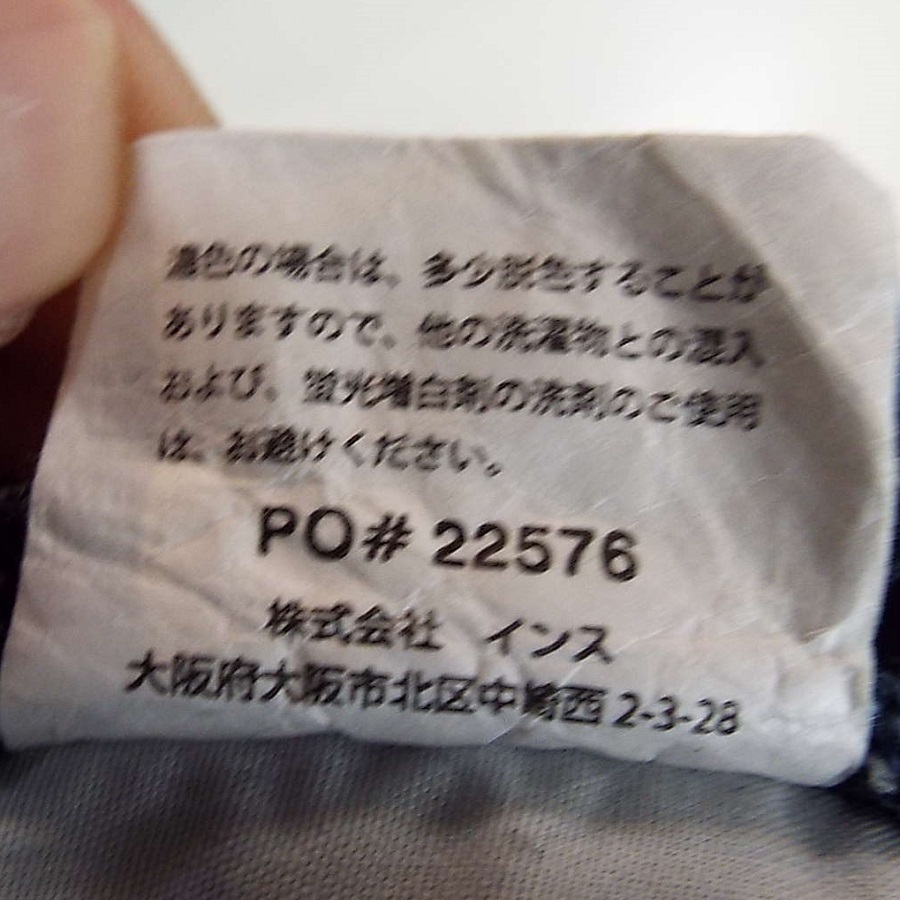 濃色の場合は、多少脱色することが
ありますので、他の洗濯物との混入
および、蛍光増白剤の洗剤のご使用
は、お避けください。
PO# 22576
株式会社 インス
大阪府大阪市北区中崎西 2-3-28